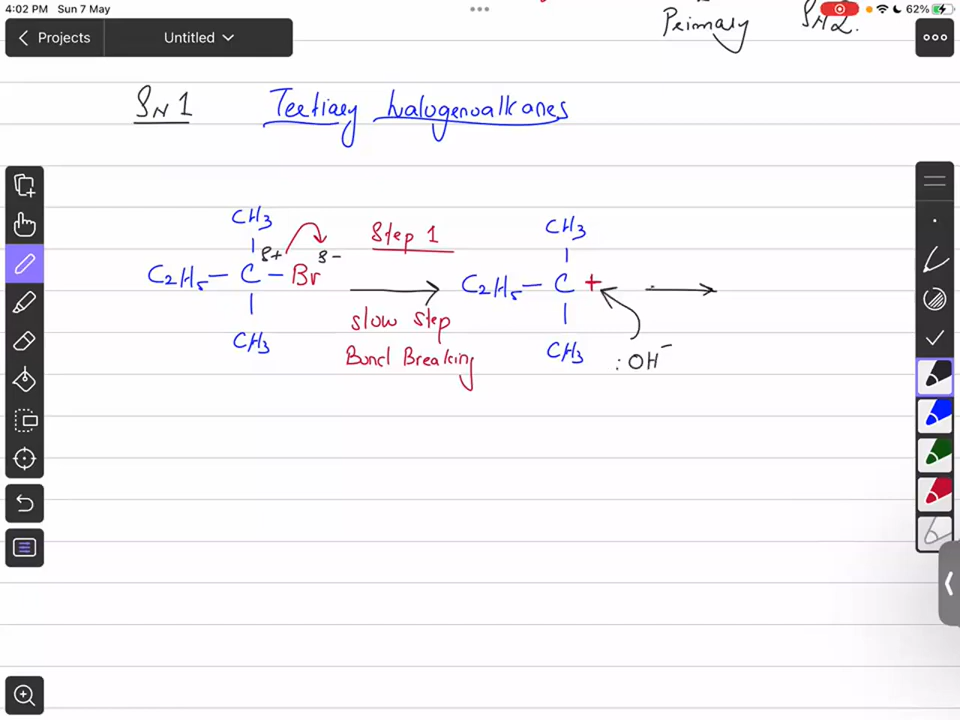 4:02 PM Sun 7 May
62%
Projects
Untitled
Primary SN2.
SN1 Tertiary halogenoalkanes
CH3
CH3
δ+ δ-
Step 1
C2H5 – C – Br
C2H5 – C +
slow step
CH3
CH3
Bond Breaking
:OH-